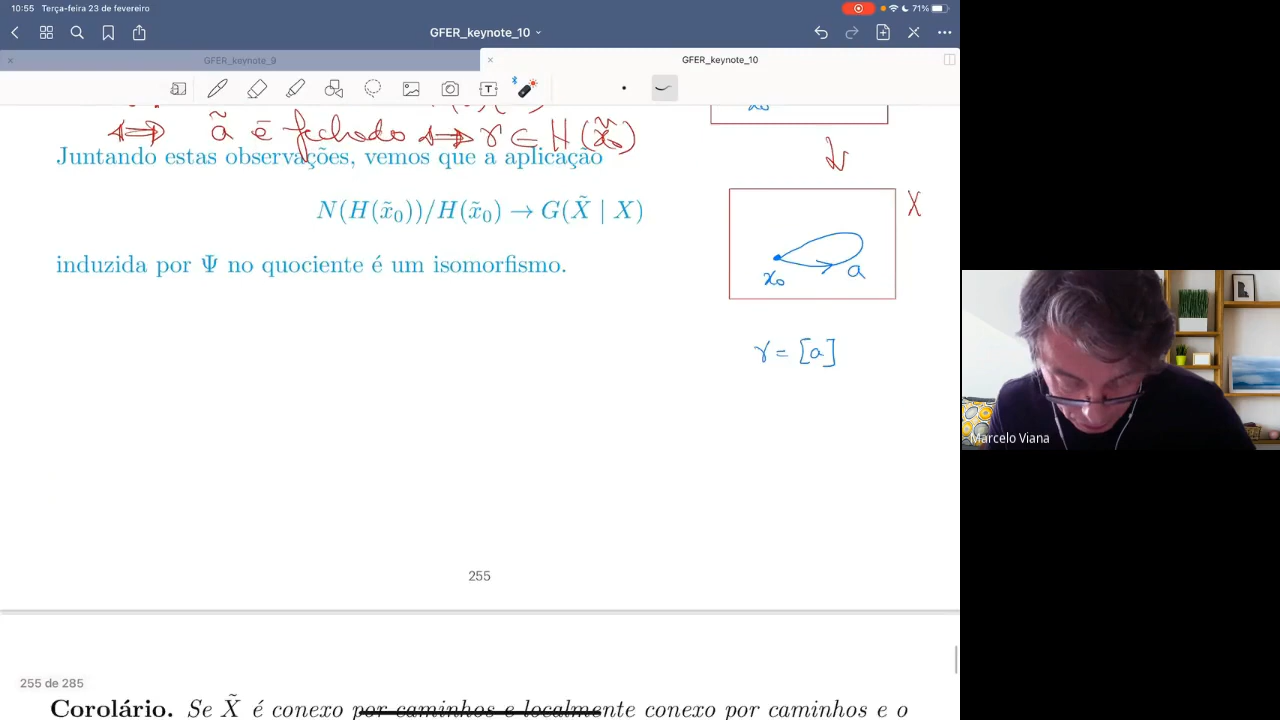 10:55 Terça-feira 23 de fevereiro
71%
GFER_keynote_10
GFER_keynote_9
GFER_keynote_10
x₀
⟺ ã é fechado ⟺ γ ∈ H(x̃₀)
Juntando estas observações, vemos que a aplicação
N(H(x̃₀))/H(x̃₀) → G(X̃ | X)
induzida por Ψ no quociente é um isomorfismo.
X
x₀ a
γ = [a]
Marcelo Viana
255
255 de 285
Corolário. Se X̃ é conexo por caminhos e localmente conexo por caminhos e o